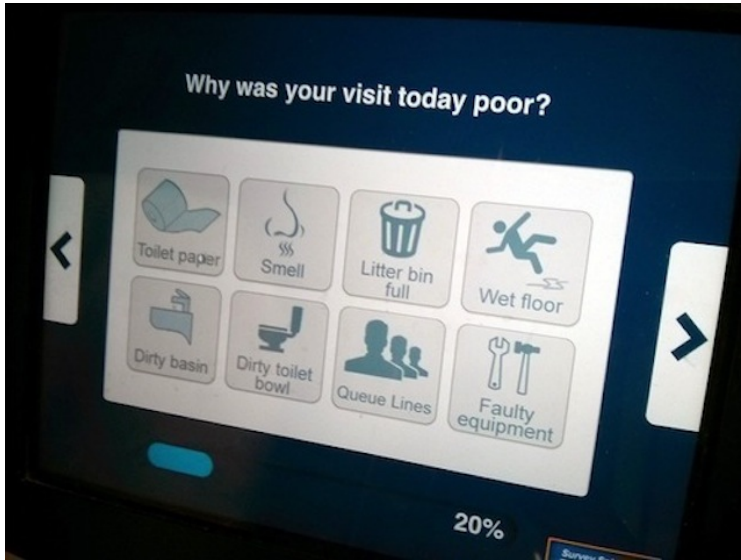 Why was your visit today poor?
Toilet paper
Smell
Litter bin
full
Wet floor
Dirty basin
Dirty toilet
bowl
Queue Lines
Faulty
equipment
20%
Survey